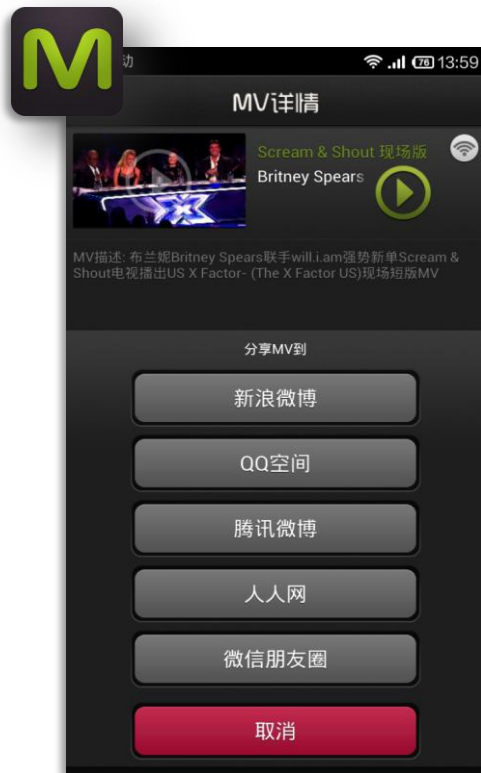 M
动
76 13:59
MV详情
Scream & Shout 现场版
Britney Spears
X
MV描述: 布兰妮Britney Spears联手will.i.am强势新单Scream &
Shout电视播出US X Factor- (The X Factor US)现场短版MV
分享MV到
新浪微博
QQ空间
腾讯微博
人人网
微信朋友圈
取消